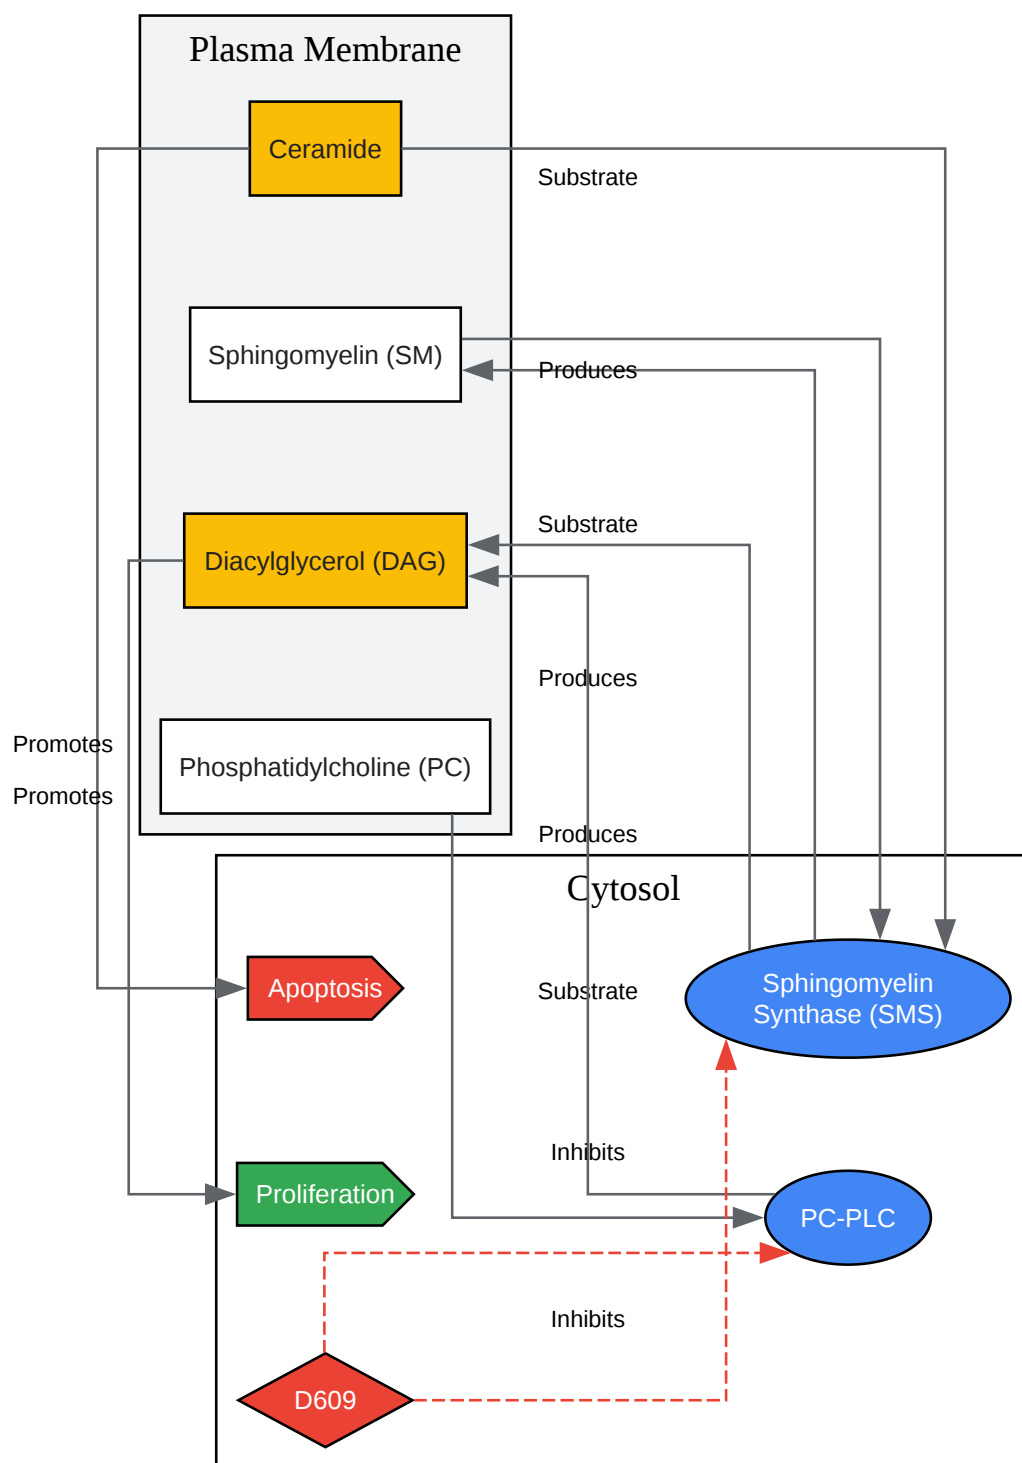 Plasma Membrane
Ceramide
Substrate
Sphingomyelin (SM)
Produces
Substrate
Diacylglycerol (DAG)
Produces
Promotes
Phosphatidylcholine (PC)
Promotes
Produces
Cytosol
Apoptosis
Substrate
Sphingomyelin
Synthase (SMS)
Inhibits
Proliferation
PC-PLC
Inhibits
D609